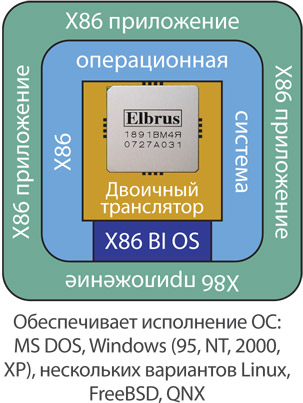 X86 приложение
X86 приложение
X86 приложение
X86 приложение
операционная
X86
система
Elbrus
1891ВМ4Я
0727А031
Двоичный
транслятор
X86 BI OS
Обеспечивает исполнение ОС:
MS DOS, Windows (95, NT, 2000,
XP), нескольких вариантов Linux,
FreeBSD, QNX